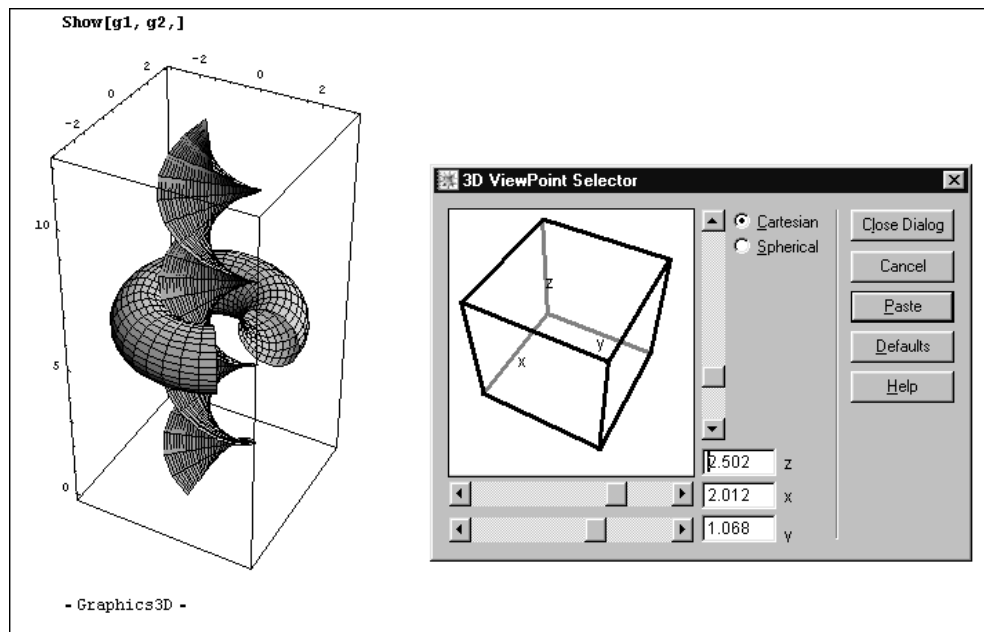 Show[g1, g2,]
-2
0
2
2
0
-2
10
5
0
- Graphics3D -
3D ViewPoint Selector
z
y
x
Cartesian
Spherical
2.502 z
2.012 x
1.068 y
Close Dialog
Cancel
Paste
Defaults
Help